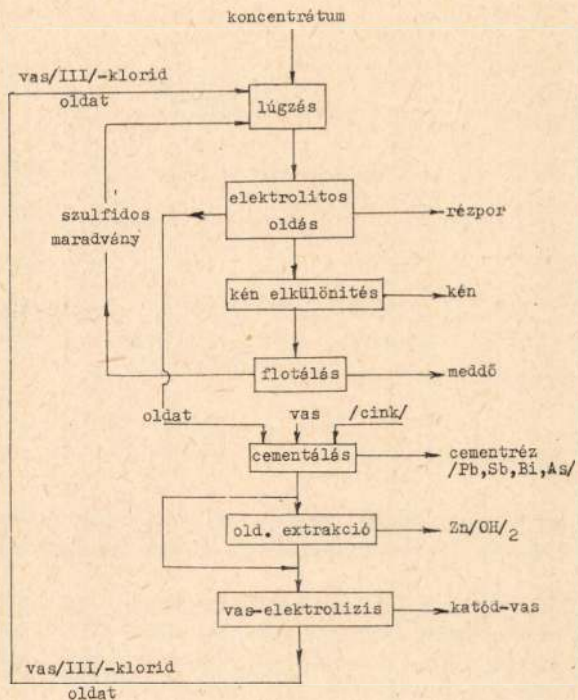 koncentrátum
vas/III/-klorid
oldat
lúgzás
elektrolitos
oldás
rézpor
szulfidos
maradvány
kén elkülönités
kén
flotálás
meddő
oldat
vas
/cink/
cementálás
cementréz
/Pb,Sb,Bi,As/
old. extrakció
Zn/OH/2
vas-elektrolizis
katód-vas
vas/III/-klorid
oldat